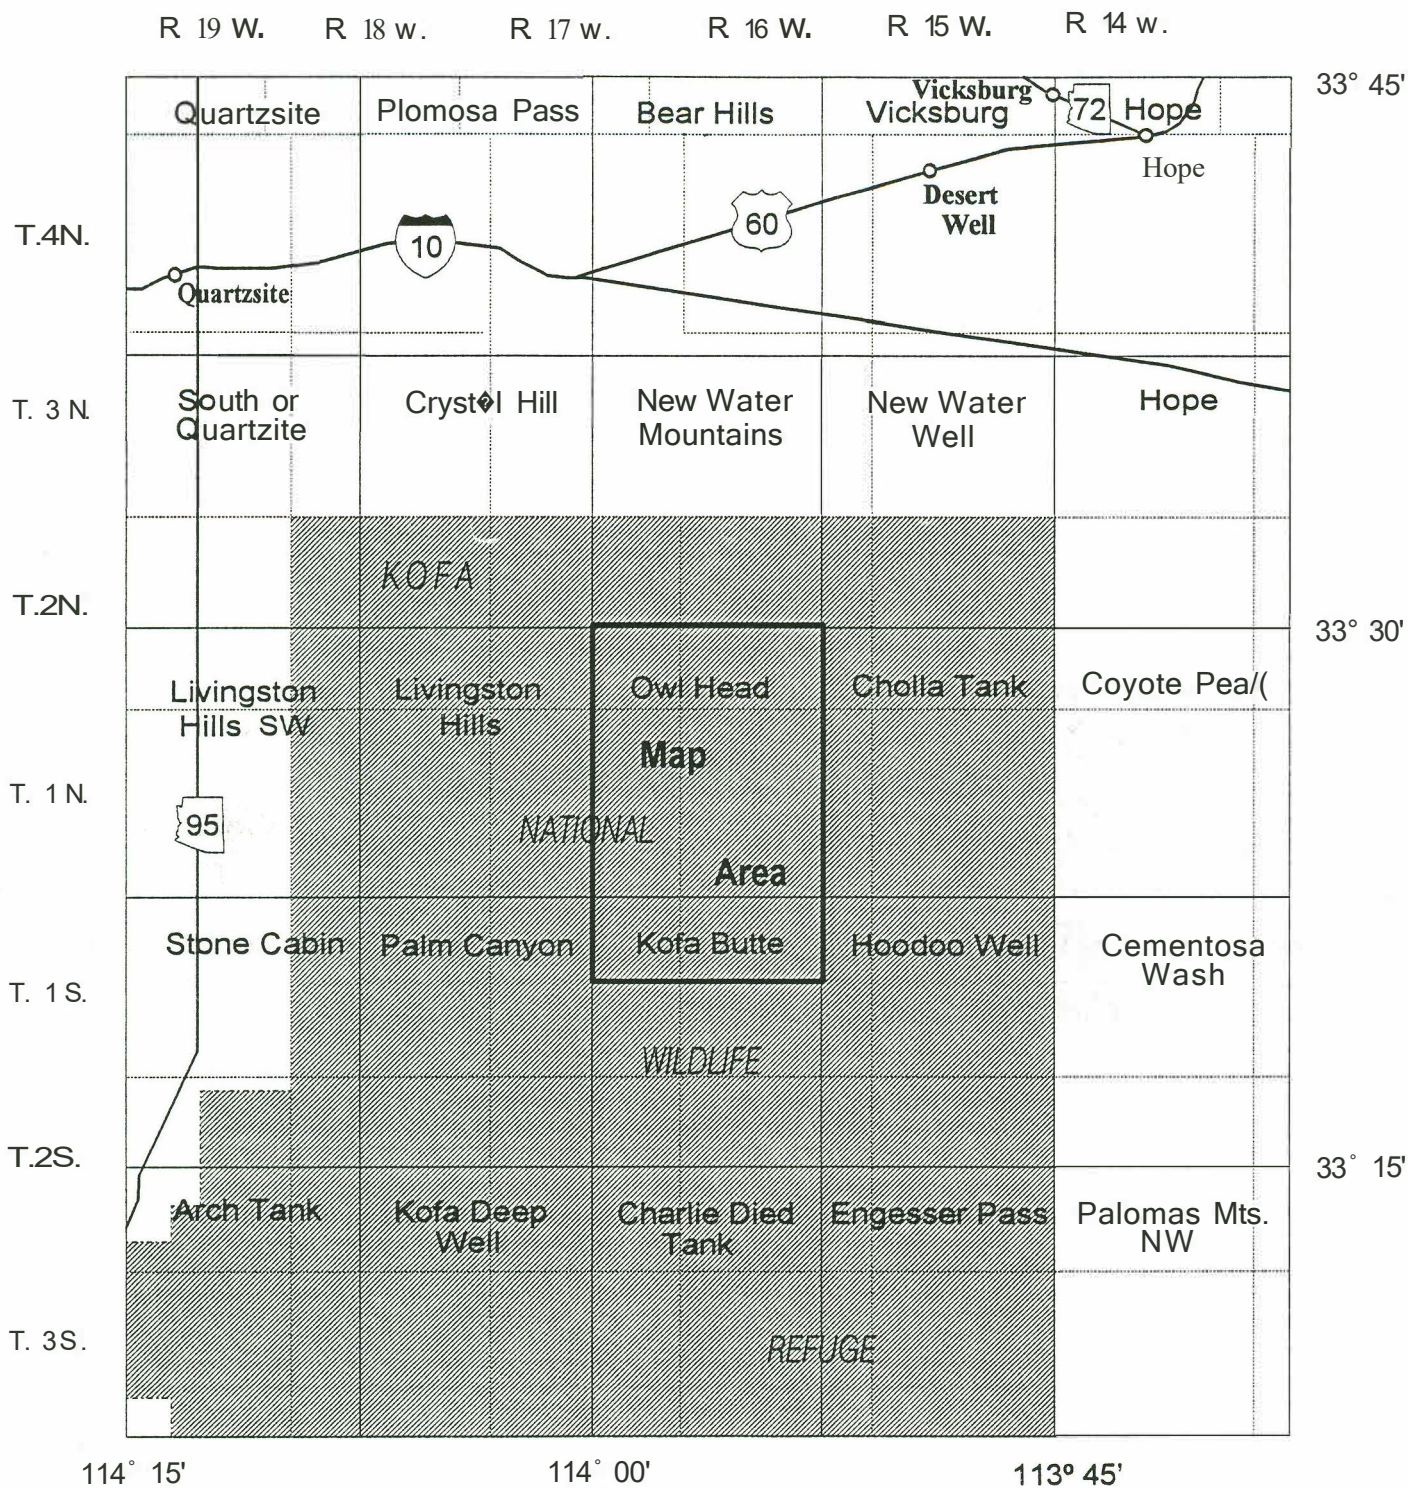 R 19 W. R 18 w. R 17 w. R 16 W. R 15 W. R 14 w.
33° 45'
Quartzsite Plomosa Pass Bear Hills Vicksburg Vicksburg 72 Hope
Hope
Desert
Well
60
T.4N.
10
Quartzsite
T. 3 N.
South or
Quartzite
Cryst�l Hill
New Water
Mountains
New Water
Well
Hope
KOFA
T.2N.
33° 30'
Livingston
Hills SW
Livingston
Hills
Owl Head
Cholla Tank
Coyote Pea/(
Map
T. 1 N.
95
NATIONAL
Area
Stone Cabin
Palm Canyon
Kofa Butte
Hoodoo Well
Cementosa
Wash
T. 1 S.
WILDLIFE
T.2S.
33° 15'
Arch Tank
Kofa Deep
Well
Charlie Died
Tank
Engesser Pass
Palomas Mts.
NW
T. 3S.
REFUGE
114° 15' 114° 00' 113° 45'